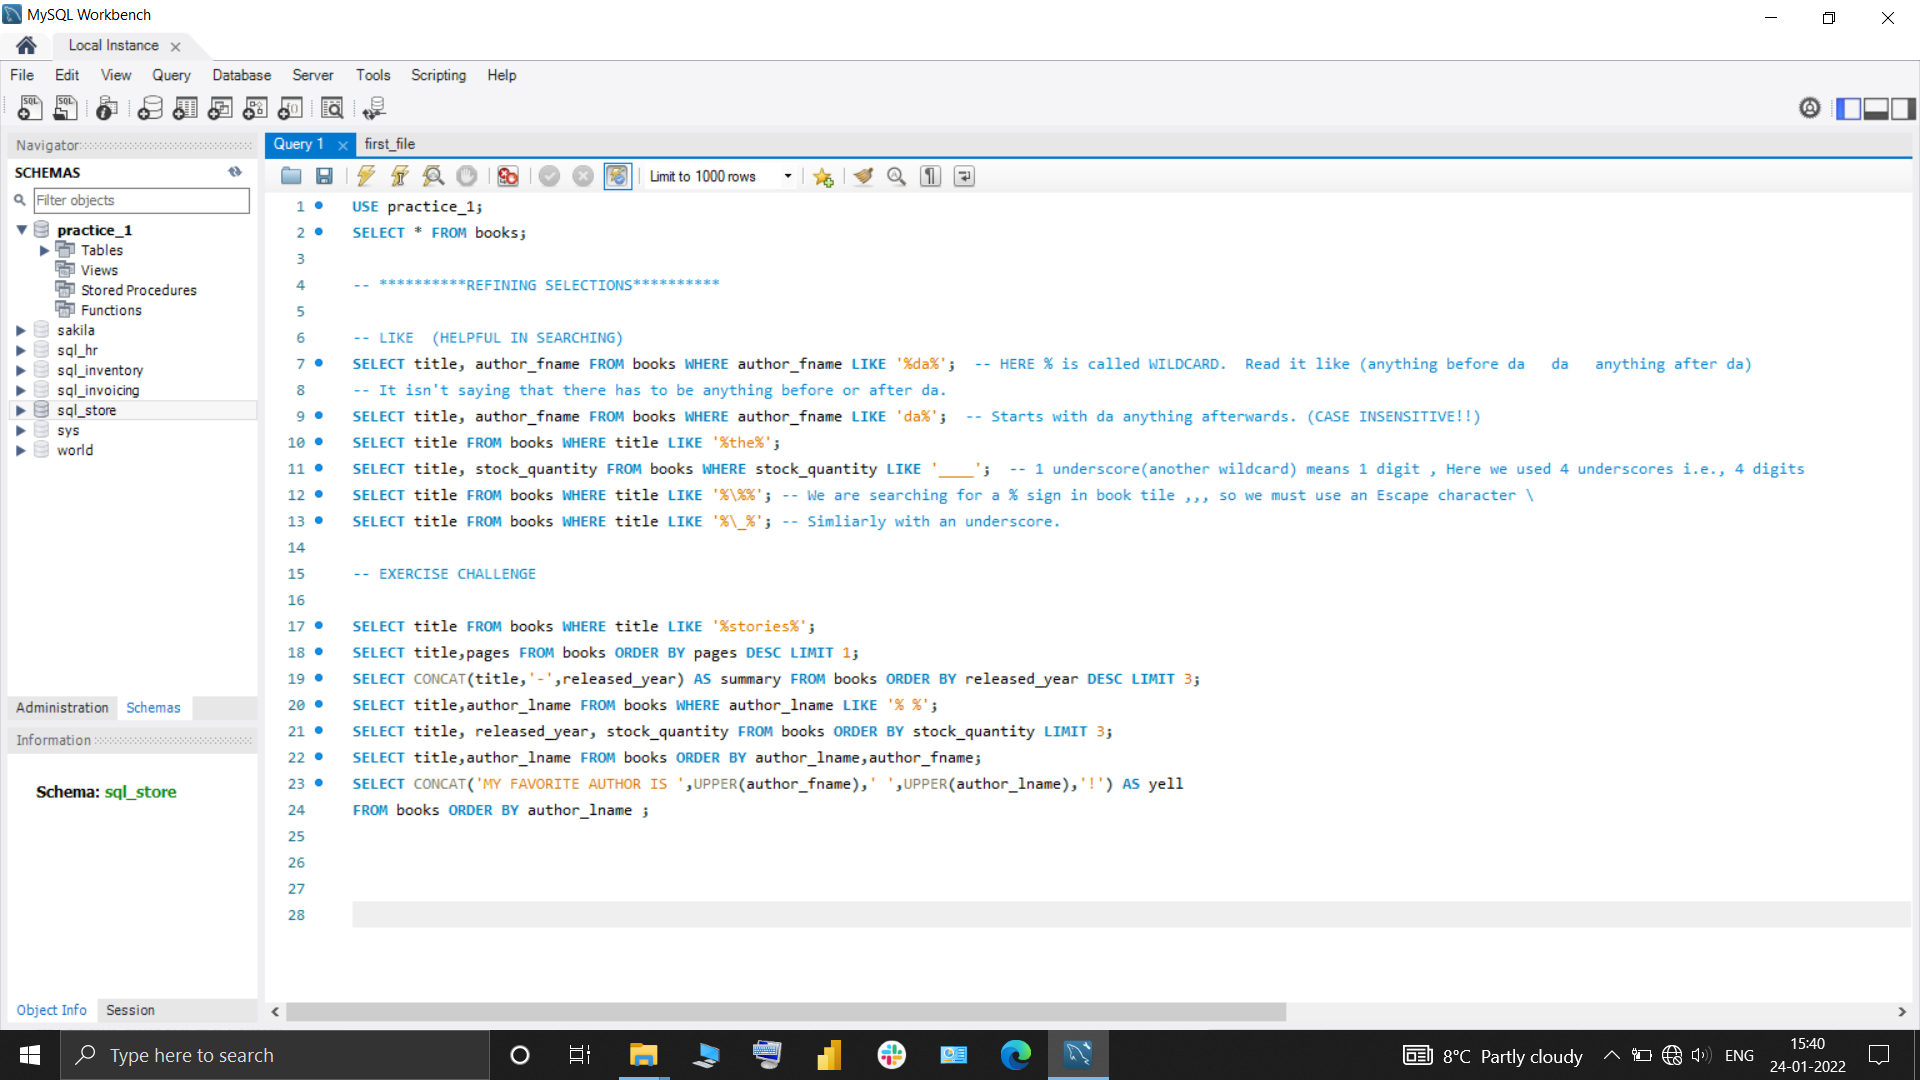 MySQL Workbench
Local Instance
File Edit View Query Database Server Tools Scripting Help
Navigator
SCHEMAS
Filter objects
practice_1
Tables
Views
Stored Procedures
Functions
sakila
sql_hr
sql_inventory
sql_invoicing
sql_store
sys
world
Administration Schemas
Information
Schema: sql_store
Object Info Session
Query 1 first_file
Limit to 1000 rows
1 USE practice_1;
2 SELECT * FROM books;
3
4 -- **********REFINING SELECTIONS**********
5
6 -- LIKE  (HELPFUL IN SEARCHING)
7 SELECT title, author_fname FROM books WHERE author_fname LIKE '%da%';  -- HERE % is called WILDCARD.  Read it like (anything before da   da   anything after da)
8 -- It isn't saying that there has to be anything before or after da.
9 SELECT title, author_fname FROM books WHERE author_fname LIKE 'da%';  -- Starts with da anything afterwards. (CASE INSENSITIVE!!)
10 SELECT title FROM books WHERE title LIKE '%the%';
11 SELECT title, stock_quantity FROM books WHERE stock_quantity LIKE '____';  -- 1 underscore(another wildcard) means 1 digit , Here we used 4 underscores i.e., 4 digits
12 SELECT title FROM books WHERE title LIKE '%\%%'; -- We are searching for a % sign in book tile ,,, so we must use an Escape character \
13 SELECT title FROM books WHERE title LIKE '%\_%'; -- Simliarly with an underscore.
14
15 -- EXERCISE CHALLENGE
16
17 SELECT title FROM books WHERE title LIKE '%stories%';
18 SELECT title,pages FROM books ORDER BY pages DESC LIMIT 1;
19 SELECT CONCAT(title,'-',released_year) AS summary FROM books ORDER BY released_year DESC LIMIT 3;
20 SELECT title,author_lname FROM books WHERE author_lname LIKE '% %';
21 SELECT title, released_year, stock_quantity FROM books ORDER BY stock_quantity LIMIT 3;
22 SELECT title,author_lname FROM books ORDER BY author_lname,author_fname;
23 SELECT CONCAT('MY FAVORITE AUTHOR IS ',UPPER(author_fname),' ',UPPER(author_lname),'!') AS yell
24 FROM books ORDER BY author_lname ;
25
26
27
28
Type here to search
8°C Partly cloudy
ENG
15:40
24-01-2022